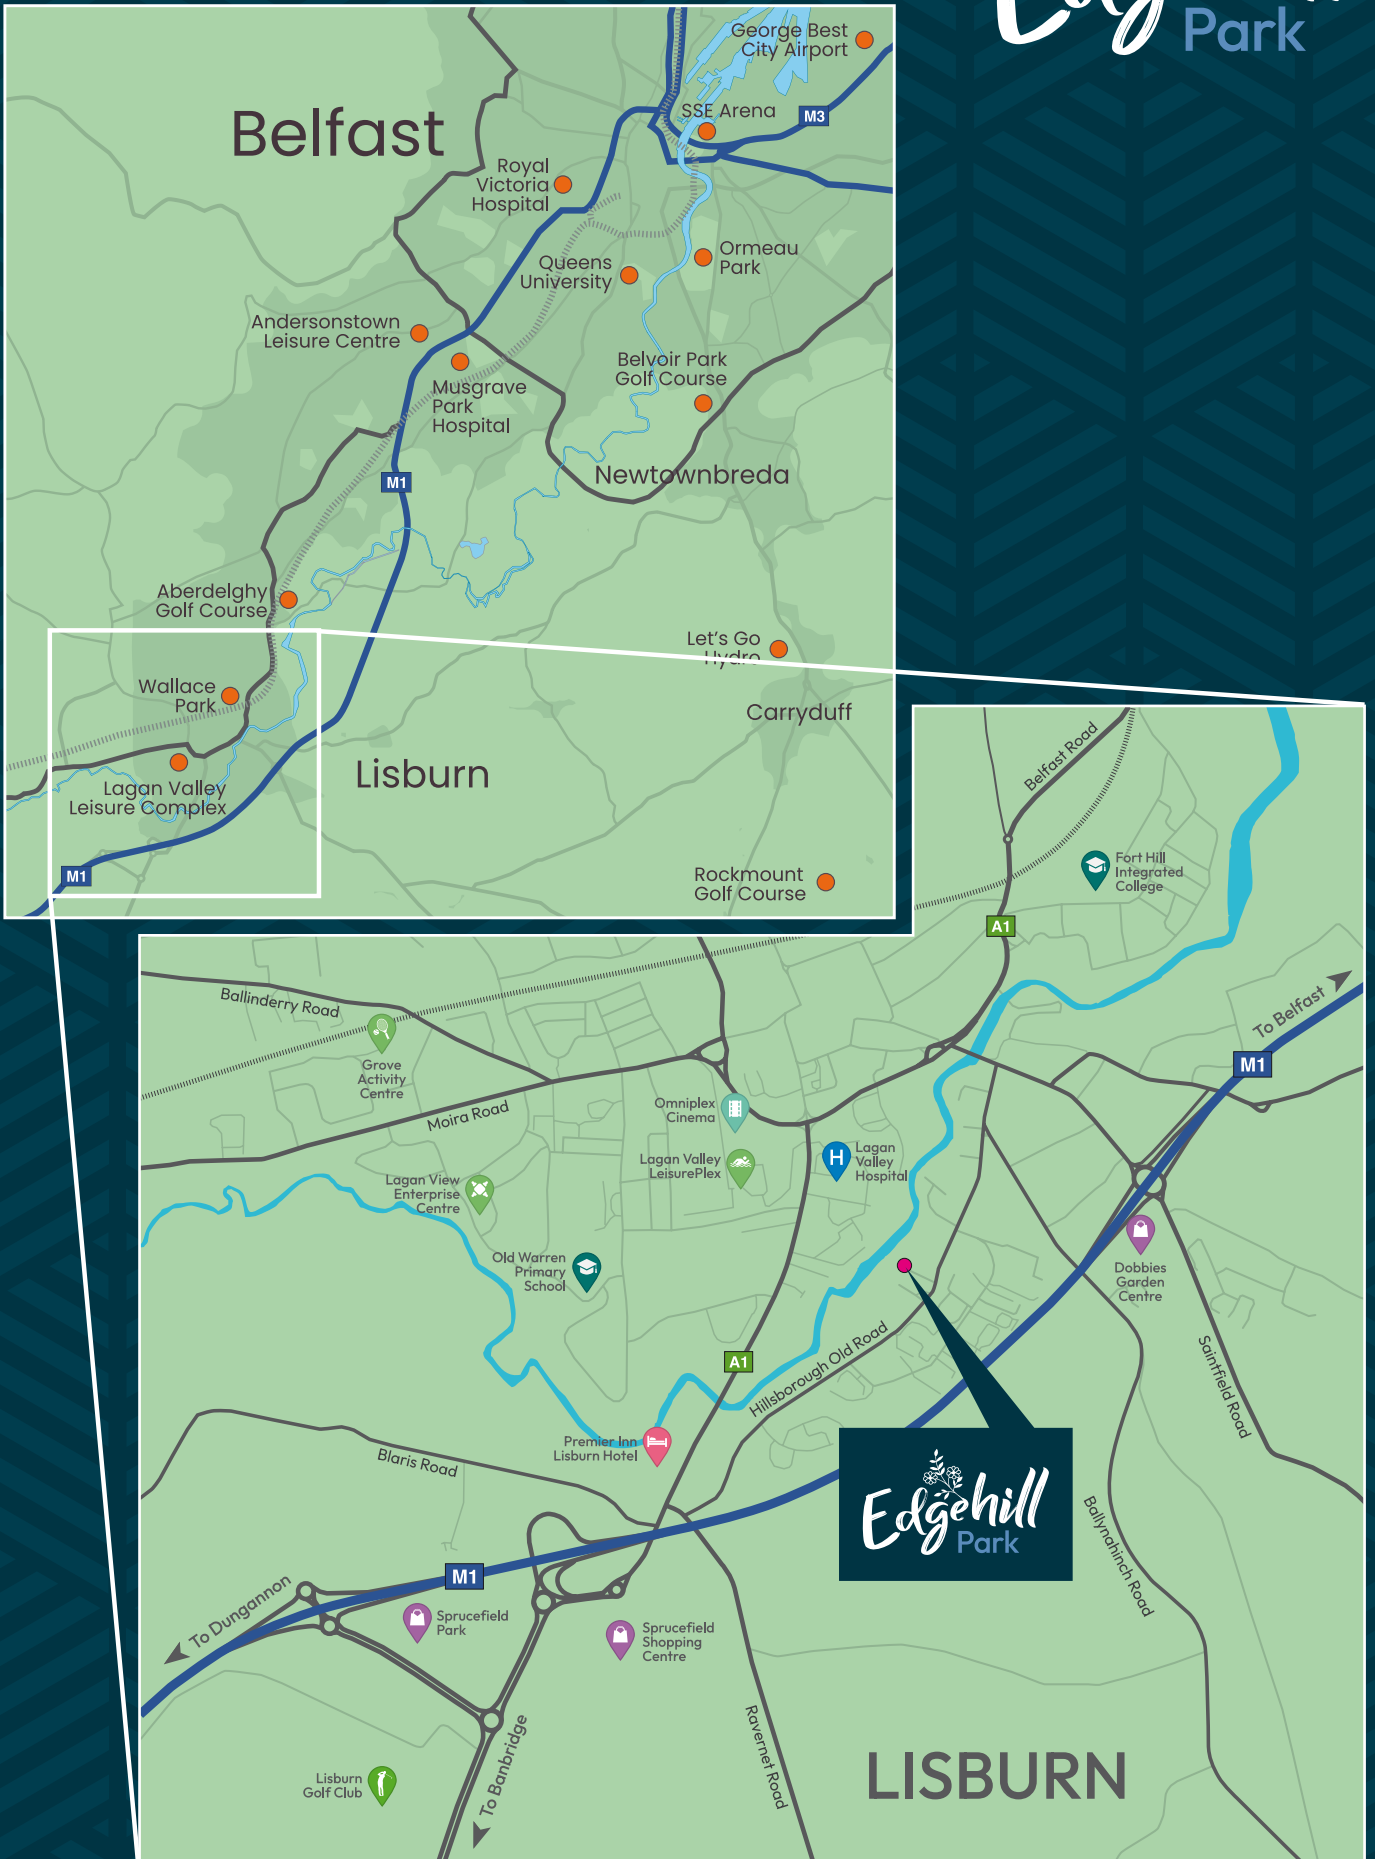 Park
George Best
City Airport
SSE Arena
M3
Belfast
Royal
Victoria
Hospital
Ormeau
Park
Queens
University
Andersonstown
Leisure Centre
Belvoir Park
Golf Course
Musgrave
Park
Hospital
Newtownbreda
M1
Aberdelghy
Golf Course
Let's Go
Hydro
Wallace
Park
Carryduff
Lisburn
Lagan Valley
Leisure Complex
M1
Rockmount
Golf Course
Belfast Road
Fort Hill
Integrated
College
A1
Ballinderry Road
To Belfast
M1
Grove
Activity
Centre
Moira Road
Omniplex
Cinema
Lagan Valley
LeisurePlex
H
Lagan
Valley
Hospital
Lagan View
Enterprise
Centre
Old Warren
Primary
School
Dobbies
Garden
Centre
A1
Hillsborough Old Road
Saintfield Road
Premier Inn
Lisburn Hotel
Blaris Road
Edgehill
Park
Ballynahinch Road
M1
To Dungannon
Sprucefield
Park
Sprucefield
Shopping
Centre
Ravernet Road
To Banbridge
Lisburn
Golf Club
LISBURN